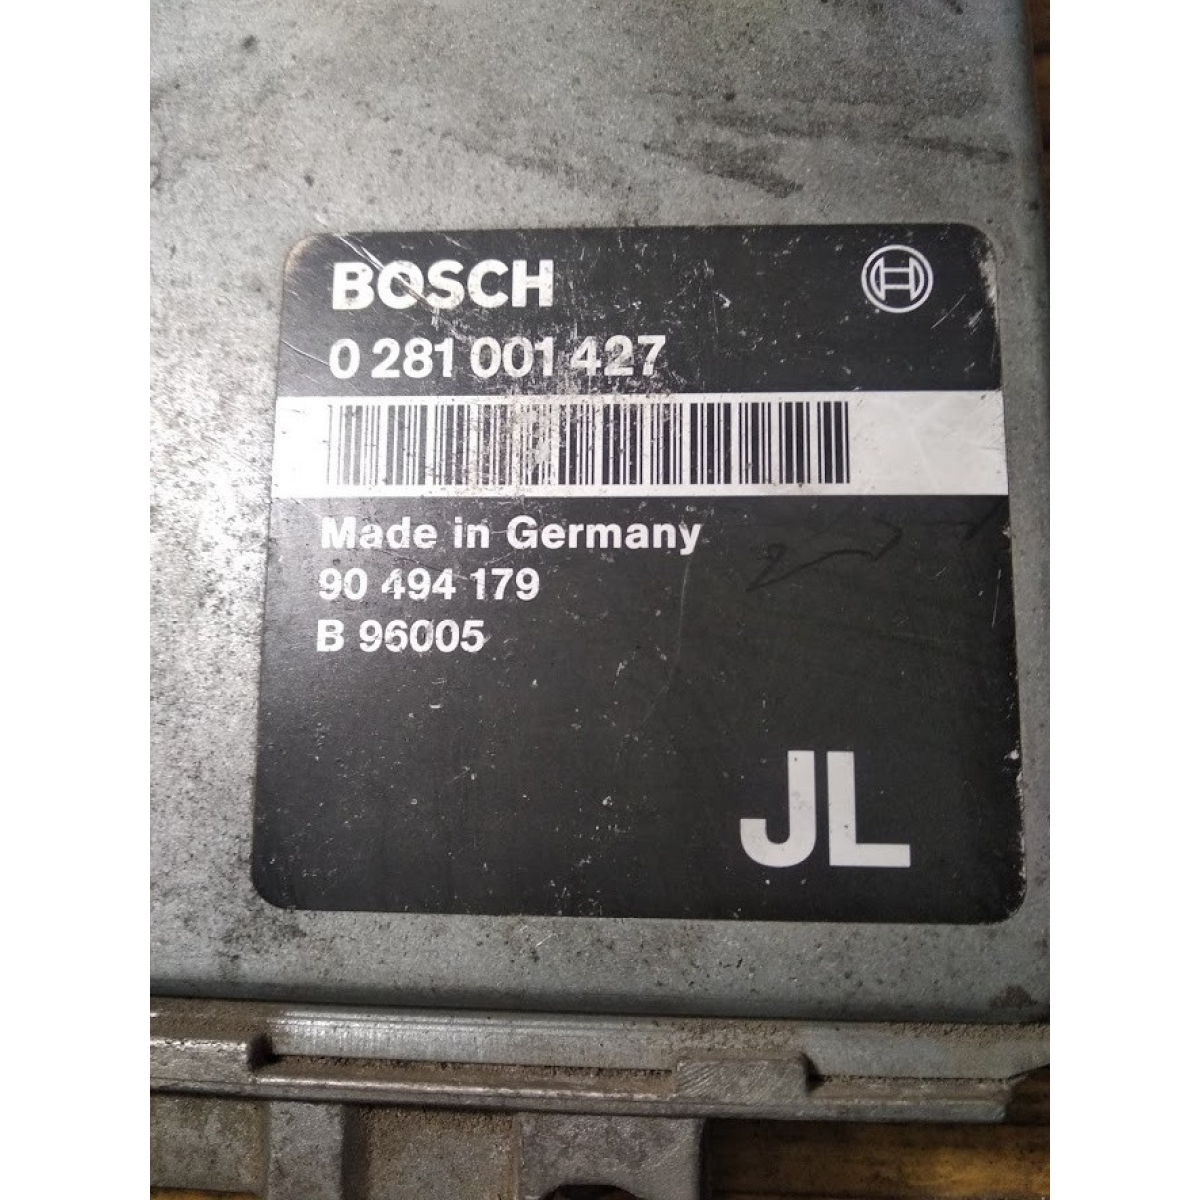 BOSCH
0 281 001 427
Made in Germany
90 494 179
B 96005
JL